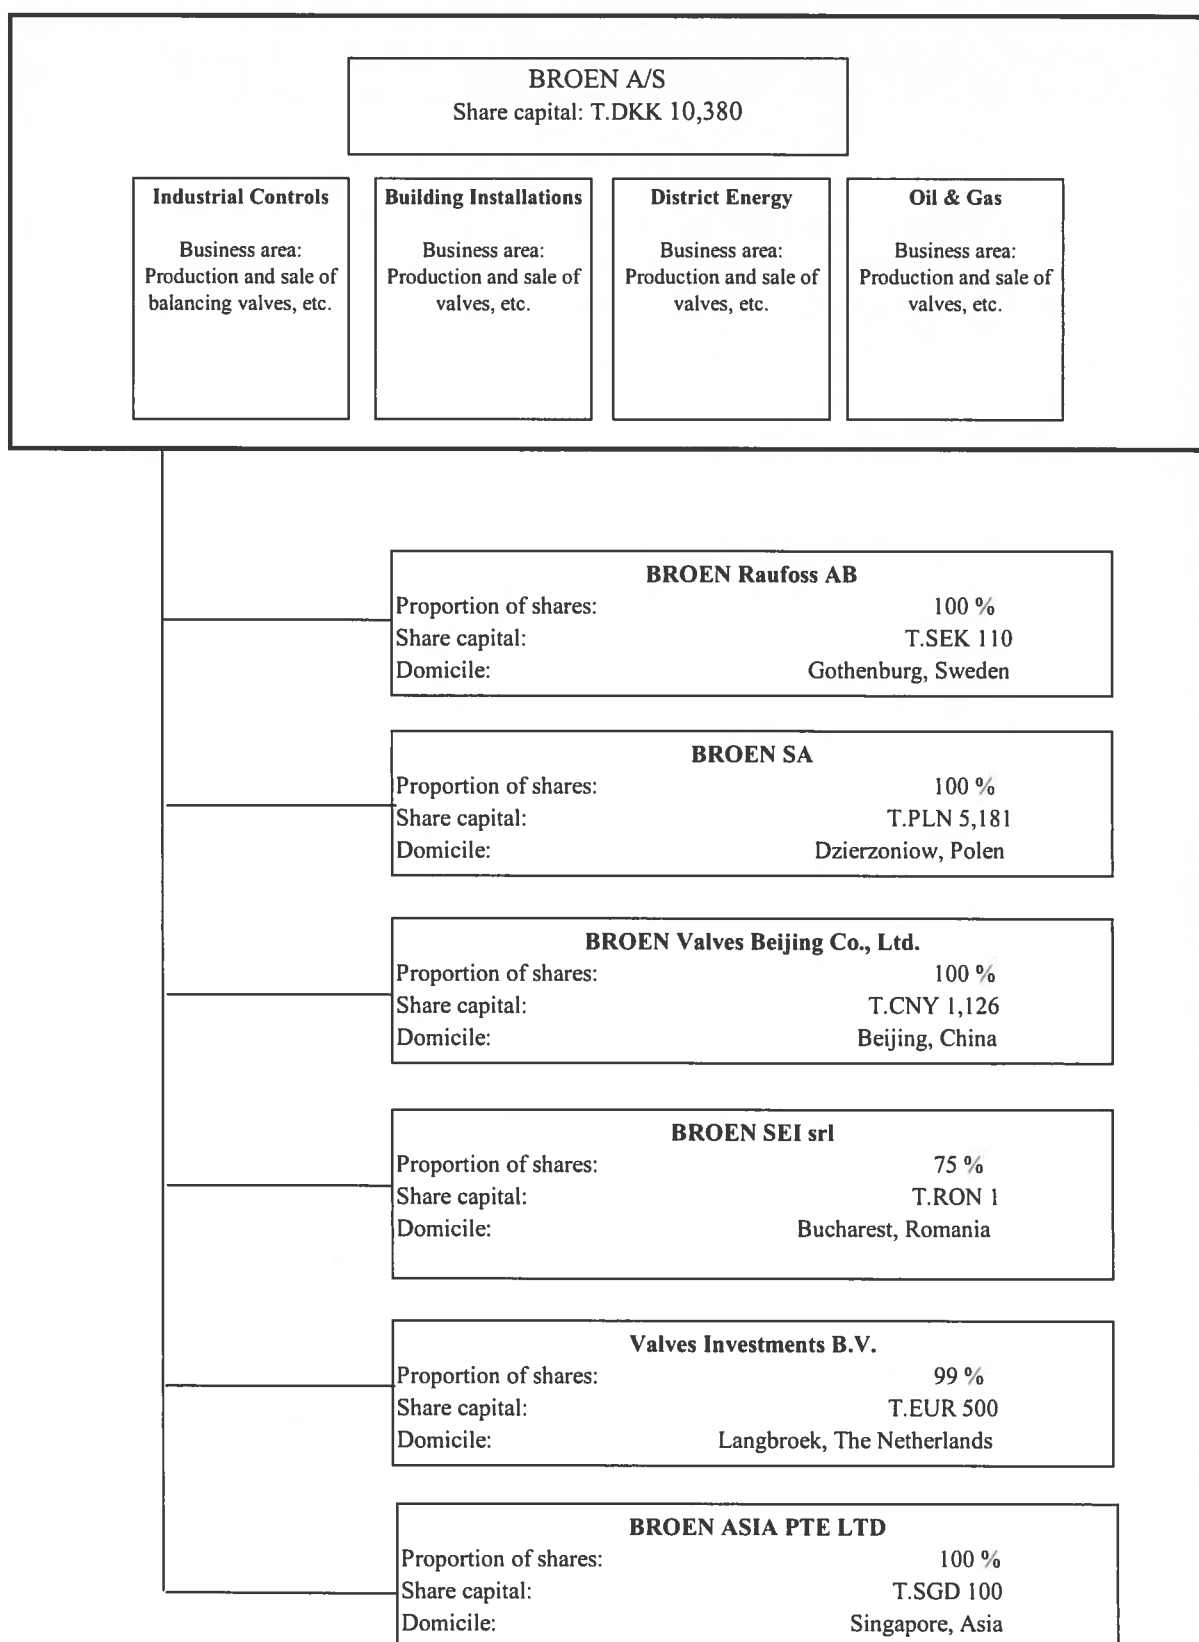 BROEN A/S
Share capital: T.DKK 10,380
Industrial Controls
Business area:
Production and sale of
balancing valves, etc.
Building Installations
Business area:
Production and sale of
valves, etc.
District Energy
Business area:
Production and sale of
valves, etc.
Oil & Gas
Business area:
Production and sale of
valves, etc.
BROEN Raufoss AB
Proportion of shares: 100 %
Share capital: T.SEK 110
Domicile: Gothenburg, Sweden
BROEN SA
Proportion of shares: 100 %
Share capital: T.PLN 5,181
Domicile: Dzierzoniow, Polen
BROEN Valves Beijing Co., Ltd.
Proportion of shares: 100 %
Share capital: T.CNY 1,126
Domicile: Beijing, China
BROEN SEI srl
Proportion of shares: 75 %
Share capital: T.RON 1
Domicile: Bucharest, Romania
Valves Investments B.V.
Proportion of shares: 99 %
Share capital: T.EUR 500
Domicile: Langbroek, The Netherlands
BROEN ASIA PTE LTD
Proportion of shares: 100 %
Share capital: T.SGD 100
Domicile: Singapore, Asia